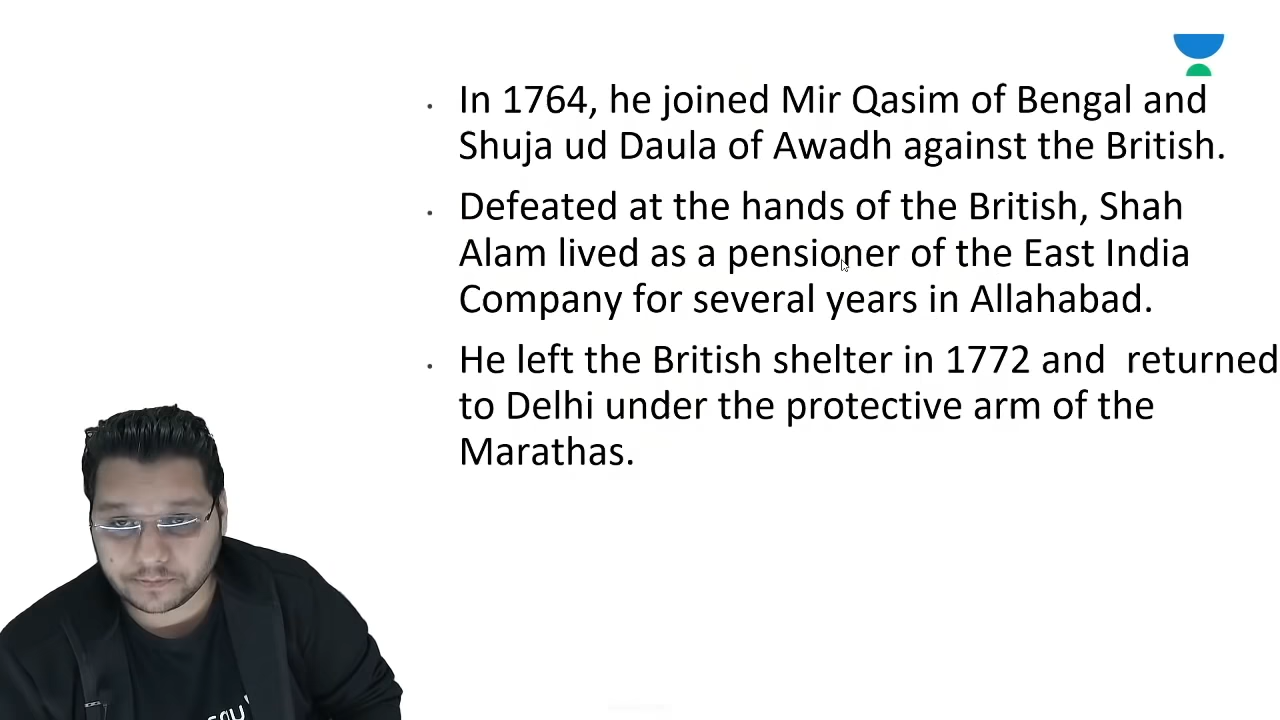 In 1764, he joined Mir Qasim of Bengal and
Shuja ud Daula of Awadh against the British.
Defeated at the hands of the British, Shah
Alam lived as a pensioner of the East India
Company for several years in Allahabad.
He left the British shelter in 1772 and returned
to Delhi under the protective arm of the
Marathas.